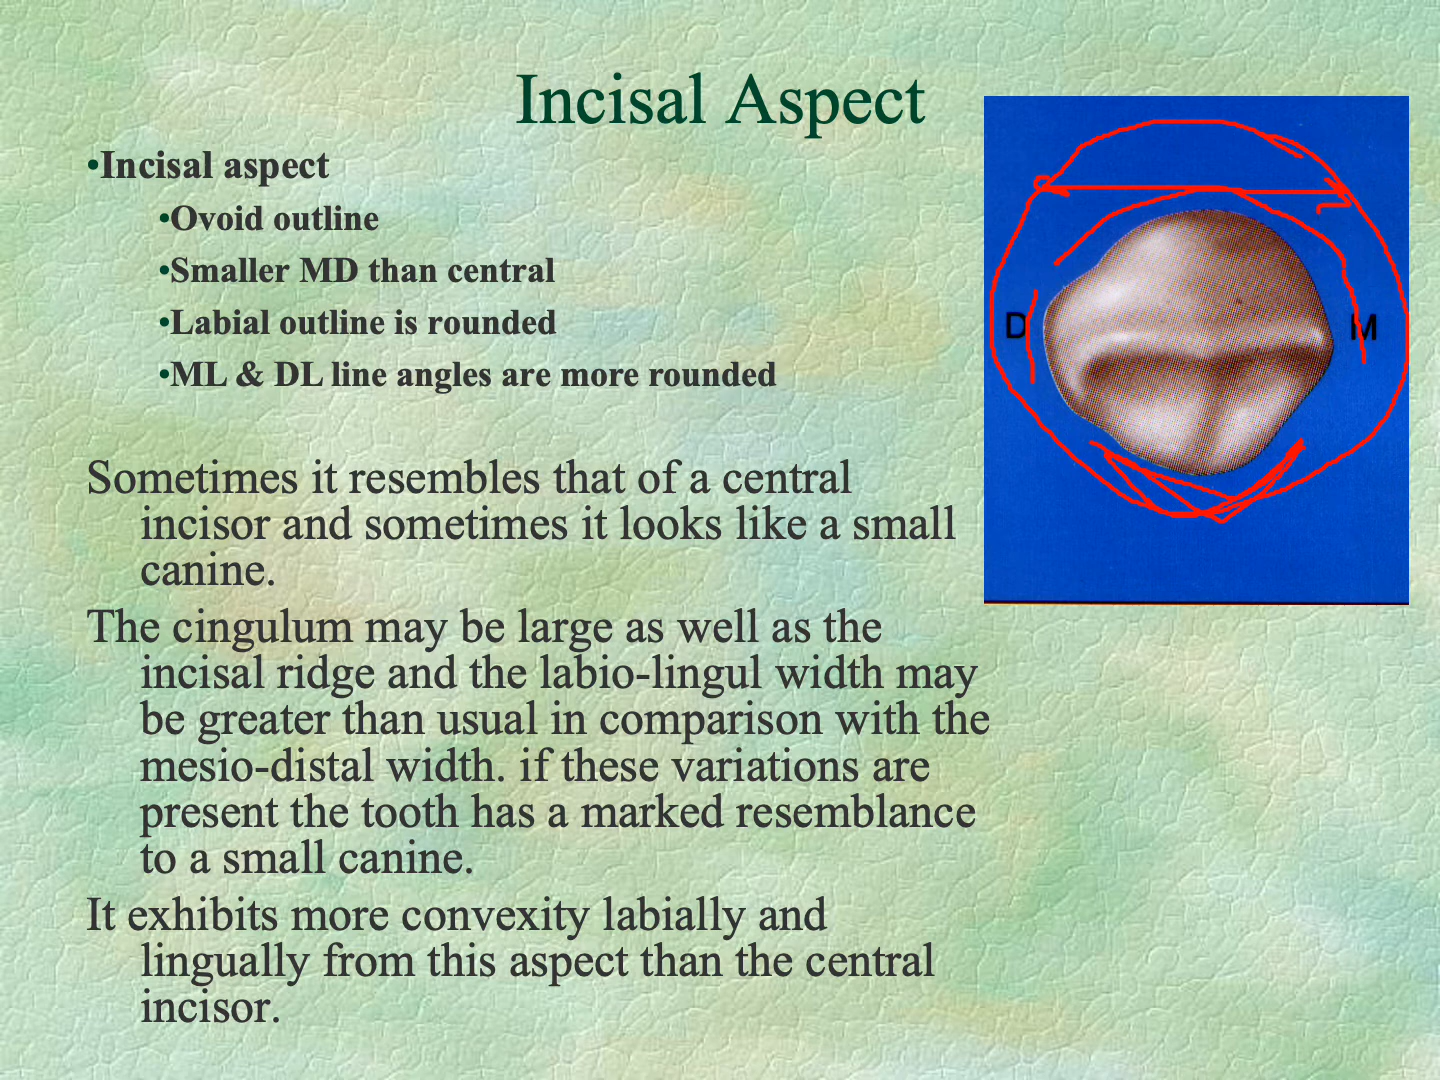 Incisal Aspect
•Incisal aspect
•Ovoid outline
•Smaller MD than central
•Labial outline is rounded
•ML & DL line angles are more rounded
Sometimes it resembles that of a central
incisor and sometimes it looks like a small
canine.
The cingulum may be large as well as the
incisal ridge and the labio-lingul width may
be greater than usual in comparison with the
mesio-distal width. if these variations are
present the tooth has a marked resemblance
to a small canine.
It exhibits more convexity labially and
lingually from this aspect than the central
incisor.
D
M